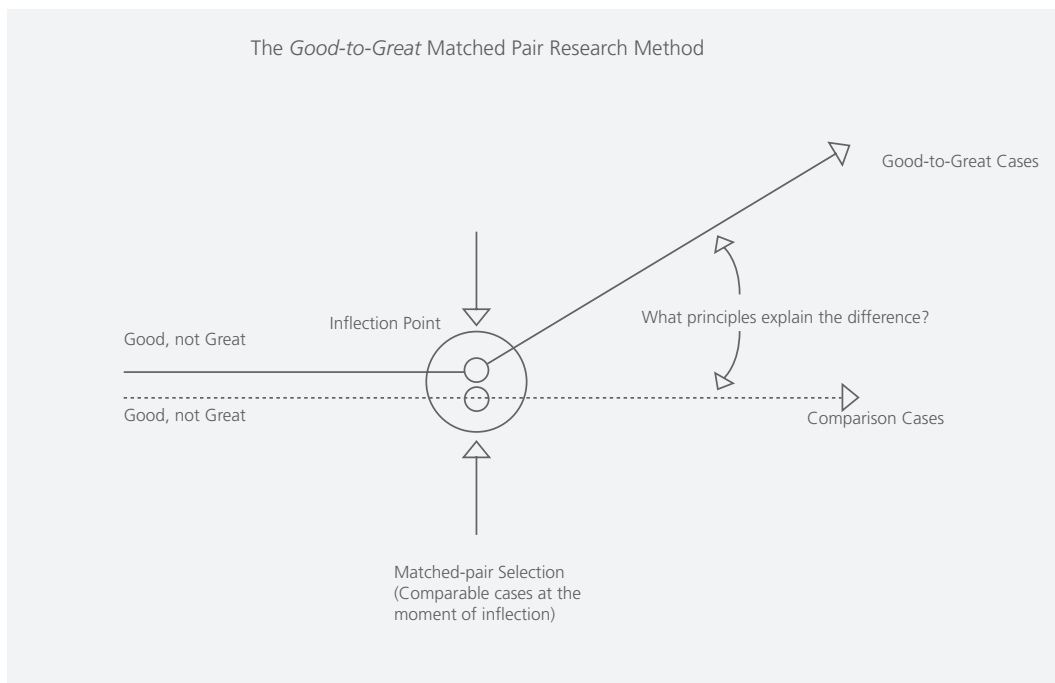 The Good-to-Great Matched Pair Research Method
Good-to-Great Cases
What principles explain the difference?
Inflection Point
Good, not Great
Good, not Great
Comparison Cases
Matched-pair Selection
(Comparable cases at the
moment of inflection)